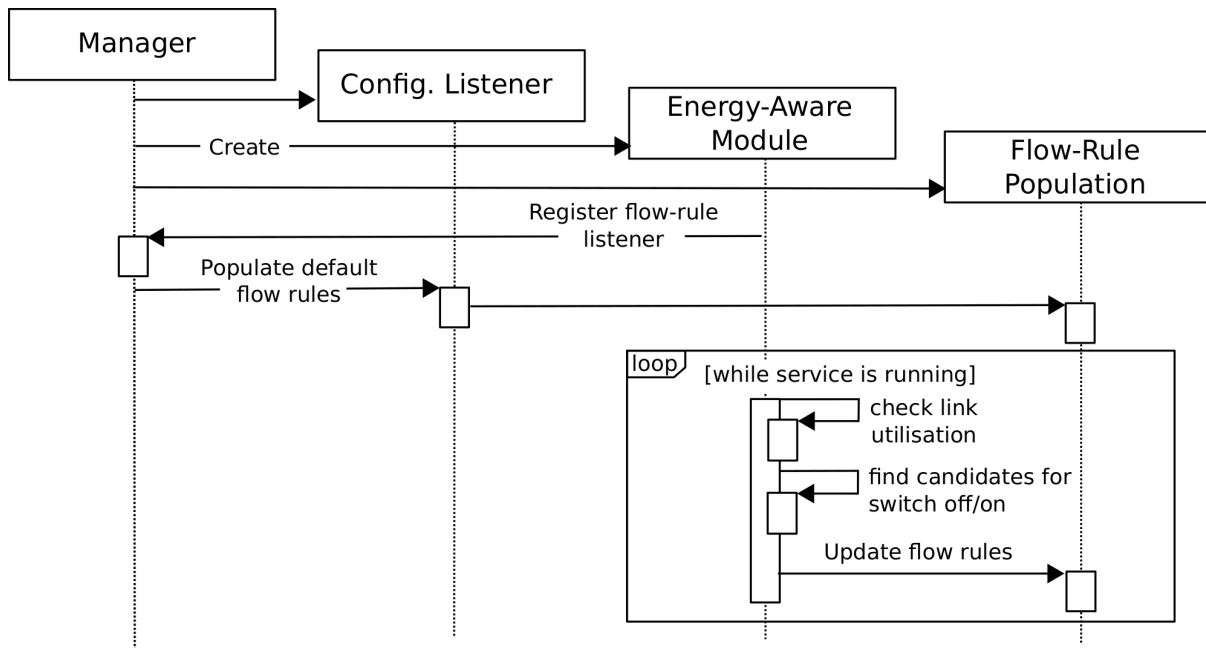 Manager
Config. Listener
Energy-Aware
Module
Flow-Rule
Population
Create
Register flow-rule
listener
Populate default
flow rules
loop
[while service is running]
check link
utilisation
find candidates for
switch off/on
Update flow rules